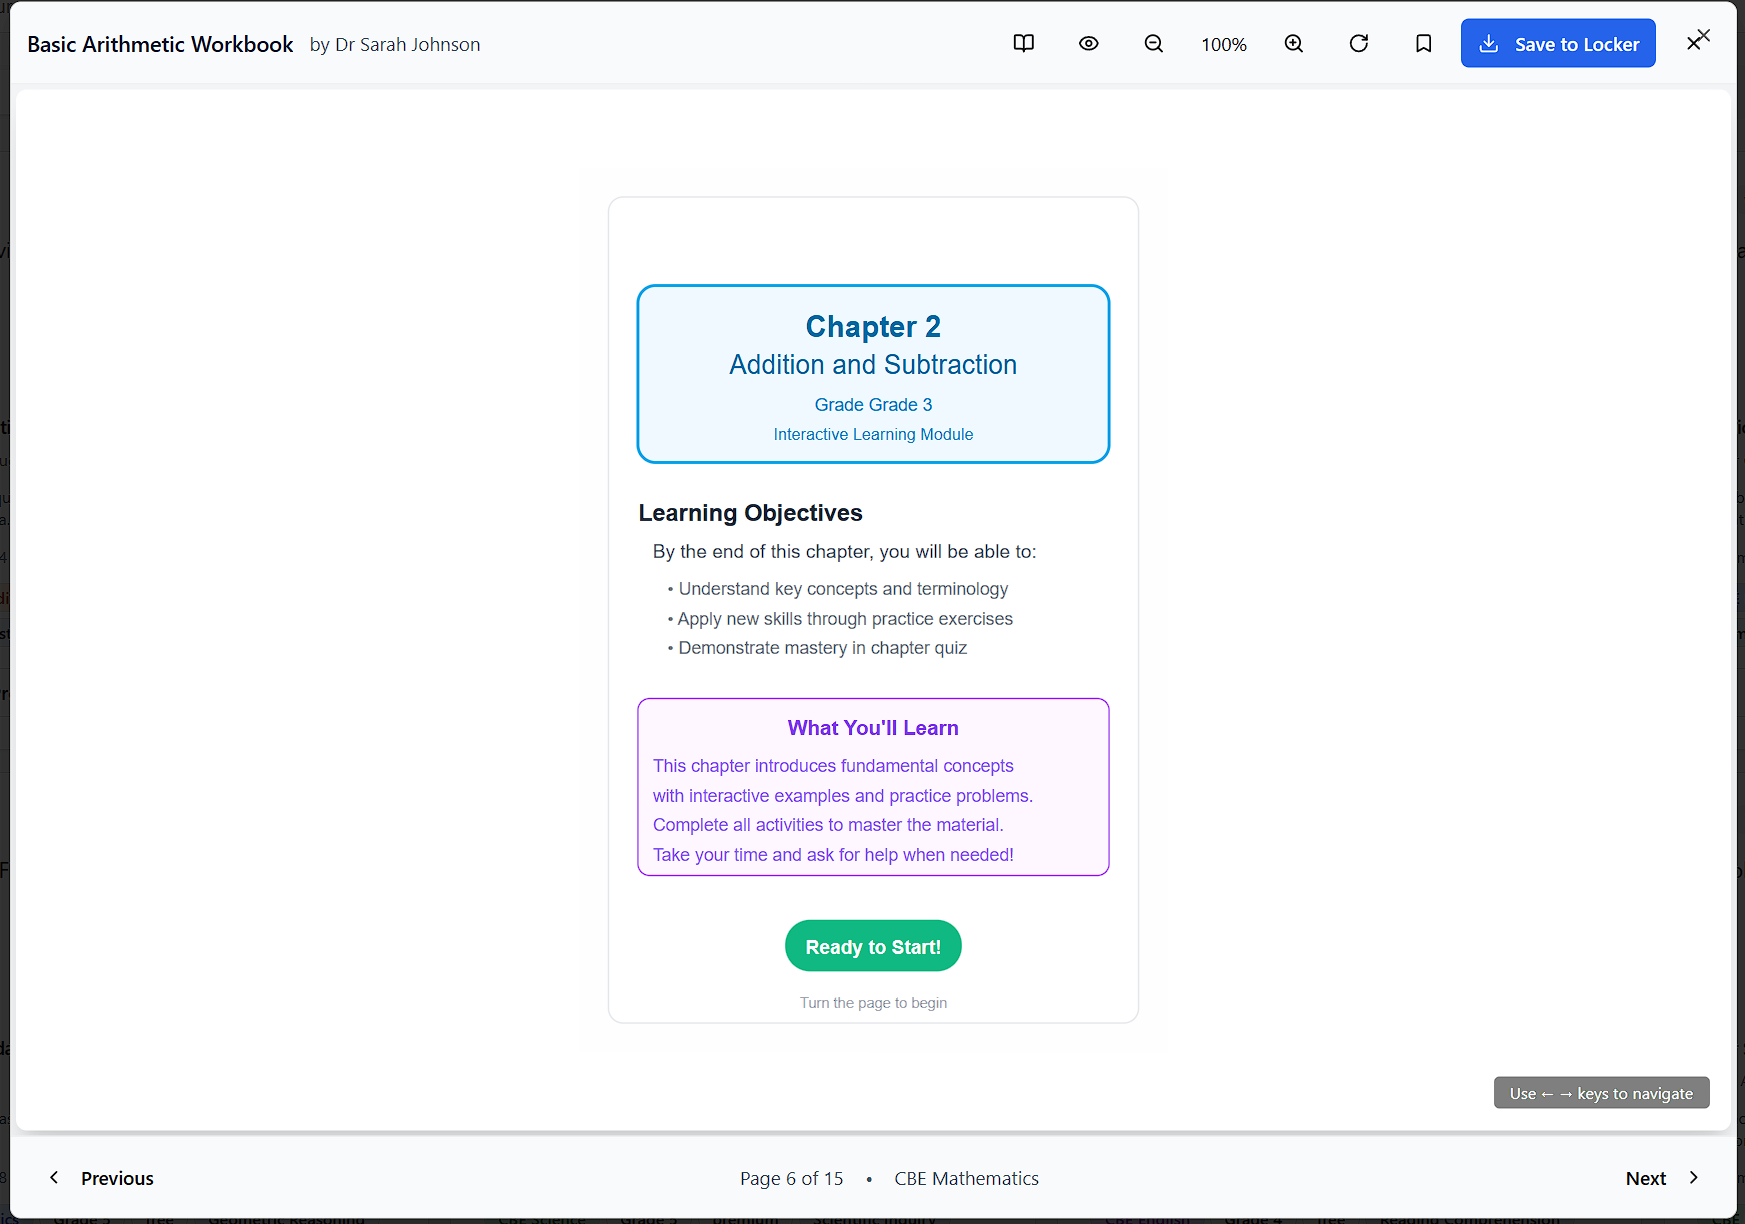 Basic Arithmetic Workbook by Dr Sarah Johnson
100%
Save to Locker
Chapter 2
Addition and Subtraction
Grade Grade 3
Interactive Learning Module
Learning Objectives
By the end of this chapter, you will be able to:
• Understand key concepts and terminology
• Apply new skills through practice exercises
• Demonstrate mastery in chapter quiz
What You'll Learn
This chapter introduces fundamental concepts
with interactive examples and practice problems.
Complete all activities to master the material.
Take your time and ask for help when needed!
Ready to Start!
Turn the page to begin
Use ← → keys to navigate
Previous
Page 6 of 15 • CBE Mathematics
Next